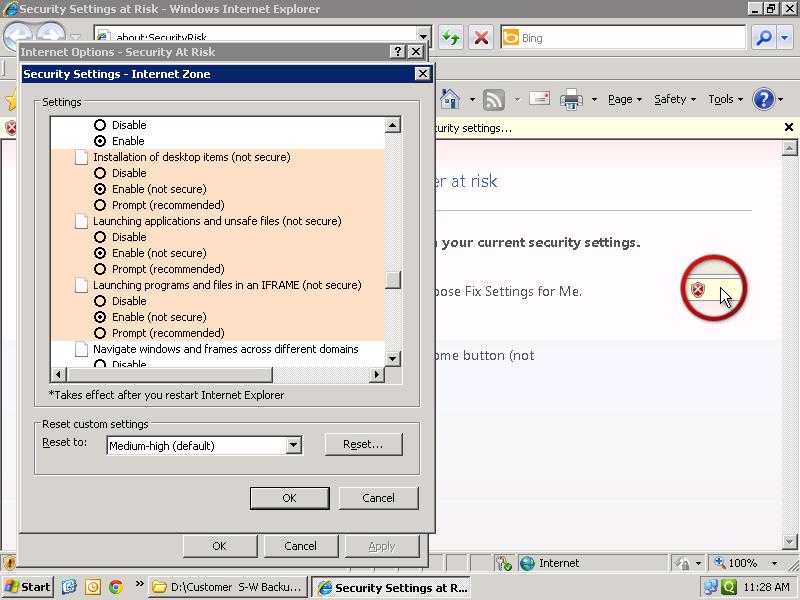 Security Settings at Risk - Windows Internet Explorer
about:SecurityRisk
Bing
Internet Options - Security At Risk
Security Settings - Internet Zone
Page
Safety
Tools
urity settings...
Settings
Disable
Enable
Installation of desktop items (not secure)
Disable
Enable (not secure)
Prompt (recommended)
Launching applications and unsafe files (not secure)
Disable
Enable (not secure)
Prompt (recommended)
Launching programs and files in an IFRAME (not secure)
Disable
Enable (not secure)
Prompt (recommended)
Navigate windows and frames across different domains
Disable
*Takes effect after you restart Internet Explorer
Reset custom settings
Reset to:
Medium-high (default)
Reset...
OK
Cancel
OK
Cancel
Apply
er at risk
your current security settings.
ose Fix Settings for Me.
ome button (not
Internet
100%
Start
D:\Customer S-W Backu...
Security Settings at R...
11:28 AM